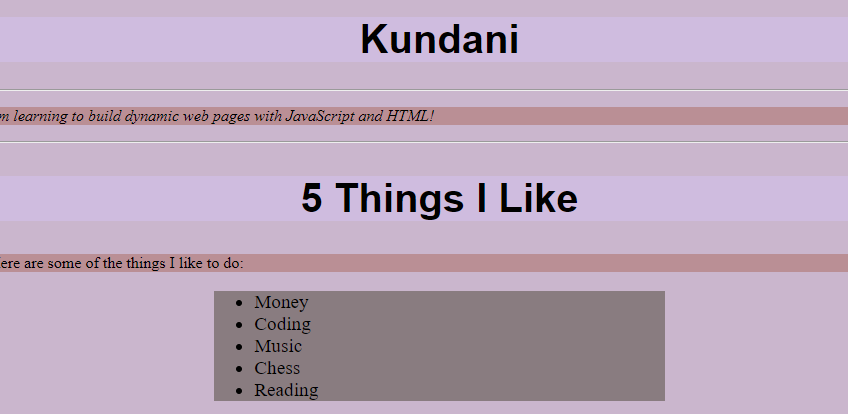 Kundani
m learning to build dynamic web pages with JavaScript and HTML!
5 Things I Like
ere are some of the things I like to do:
Money
Coding
Music
Chess
Reading